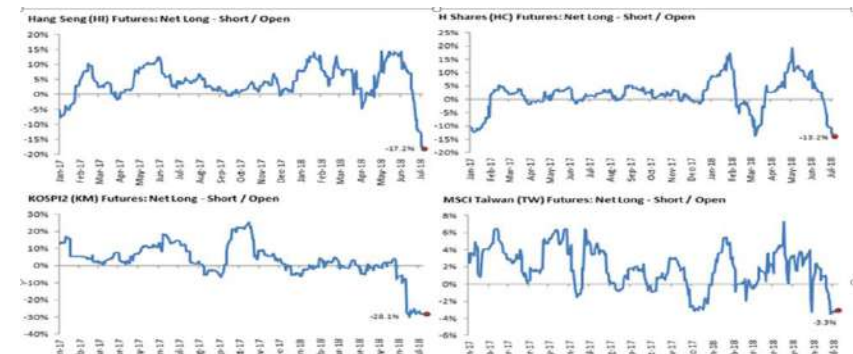 Hang Seng (HI) Futures: Net Long - Short / Open
20%
15%
10%
5%
0%
-5%
-10%
-15%
-20%
-17.2%
Jan-17
Feb-17
Mar-17
Apr-17
May-17
Jun-17
Jul-17
Aug-17
Sep-17
Oct-17
Nov-17
Dec-17
Jan-18
Feb-18
Mar-18
Apr-18
May-18
Jun-18
Jul-18
H Shares (HC) Futures: Net Long - Short / Open
25%
20%
15%
10%
5%
0%
-5%
-10%
-15%
-20%
-13.2%
Jan-17
Feb-17
Mar-17
Apr-17
May-17
Jun-17
Jul-17
Aug-17
Sep-17
Oct-17
Nov-17
Dec-17
Jan-18
Feb-18
Mar-18
Apr-18
May-18
Jun-18
Jul-18
KOSPI2 (KM) Futures: Net Long - Short / Open
30%
20%
10%
0%
-10%
-20%
-30%
-40%
-28.1%
MSCI Taiwan (TW) Futures: Net Long - Short / Open
8%
6%
4%
2%
0%
-2%
-4%
-6%
-3.3%